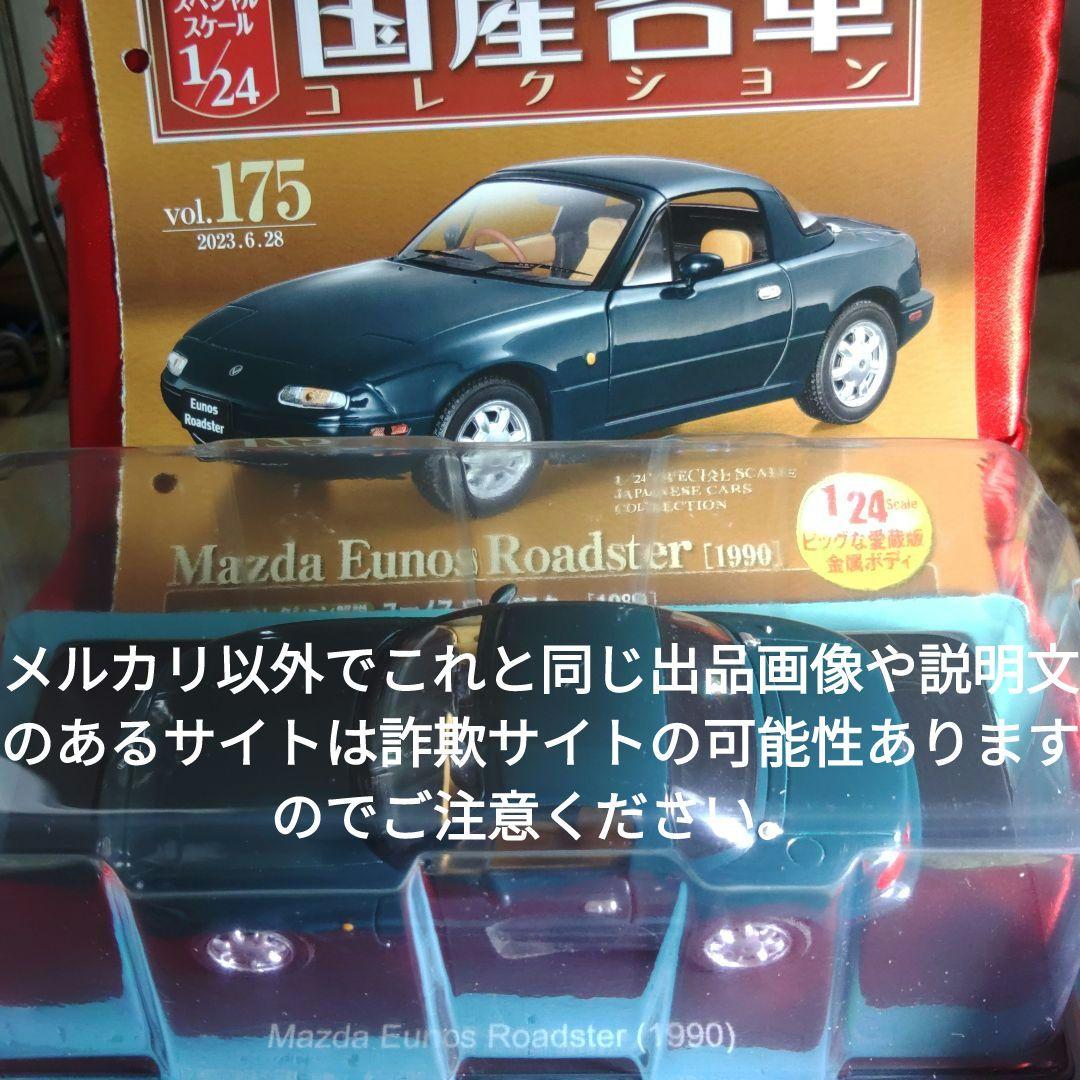 スペシャル
スケール
1/24
国産名車
コレクション
vol.175
2023.6.28
Eunos
Roadster
1/24 SPECIAL SCALE
JAPANESE CARS
COLLECTION
1/24 Scale
ビッグな愛蔵版
金属ボディ
Mazda Eunos Roadster [1990]
[1989]
メルカリ以外でこれと同じ出品画像や説明文
のあるサイトは詐欺サイトの可能性あります
のでご注意ください。
Mazda Eunos Roadster (1990)